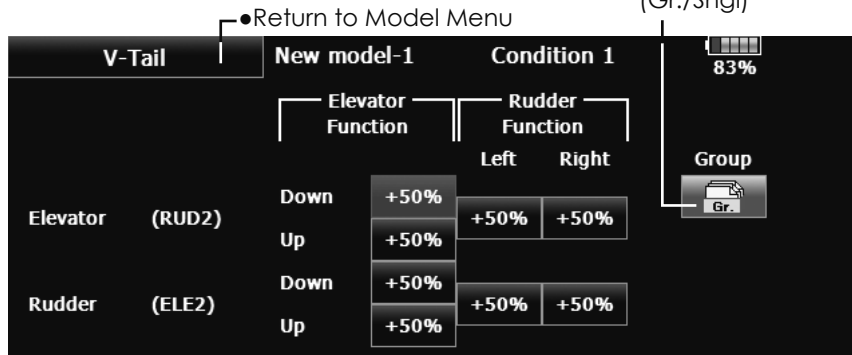 (Gr./Sngl)
●Return to Model Menu
V-Tail New model-1 Condition 1 83%
Elevator Function Rudder Function
Left Right Group
Elevator (RUD2) Down +50% +50% +50% Gr.
Up +50%
Rudder (ELE2) Down +50% +50% +50%
Up +50%